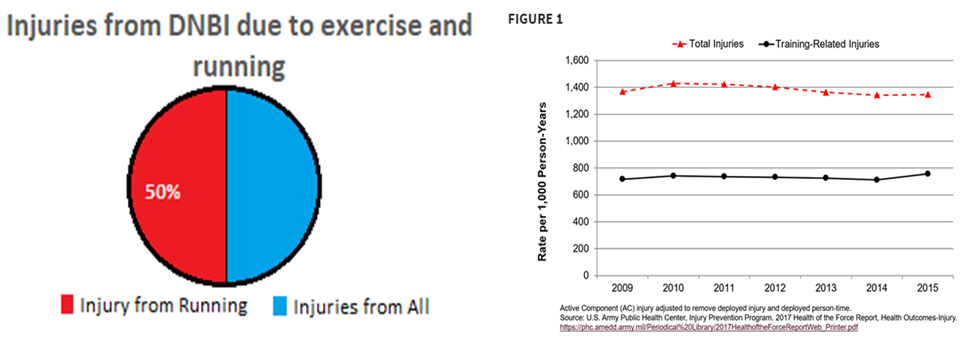 Injuries from DNBI due to exercise and
running
50%
Injury from Running
Injuries from All
FIGURE 1
Total Injuries
Training-Related Injuries
Rate per 1,000 Person-Years
1,600
1,400
1,200
1,000
800
600
400
200
0
2009
2010
2011
2012
2013
2014
2015
Active Component (AC) injury adjusted to remove deployed injury and deployed person-time.
Source: U.S. Army Public Health Center, Injury Prevention Program. 2017 Health of the Force Report, Health Outcomes-Injury.
https://phc.amedd.army.mil/Periodical%20Library/2017HealthoftheForceReportWeb_Printer.pdf